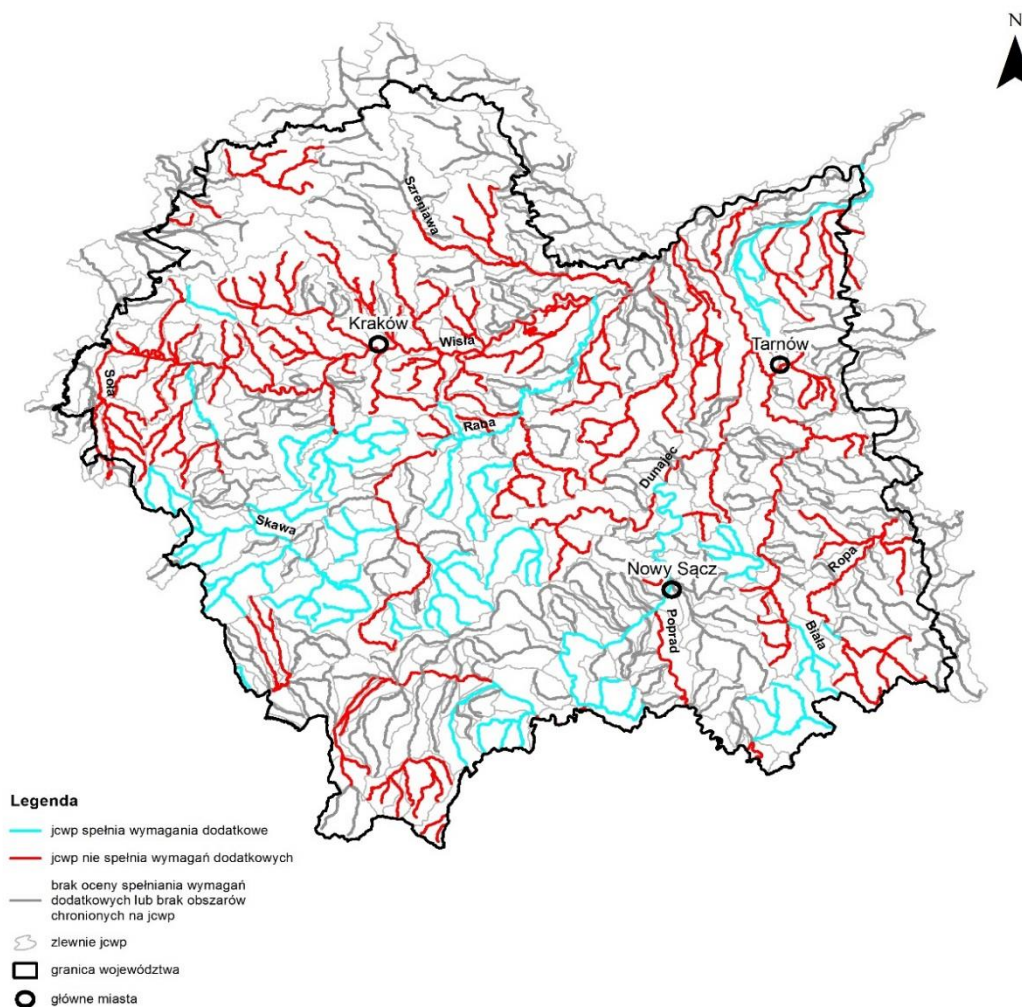 N
Szreniawa
Kraków
Wisła
Tarnów
Soła
Raba
Dunajec
Skawa
Ropa
Nowy Sącz
Poprad
Biała
Legenda
jcwp spełnia wymagania dodatkowe
jcwp nie spełnia wymagań dodatkowych
brak oceny spełniania wymagań
dodatkowych lub brak obszarów
chronionych na jcwp
zlewnie jcwp
granica województwa
główne miasta